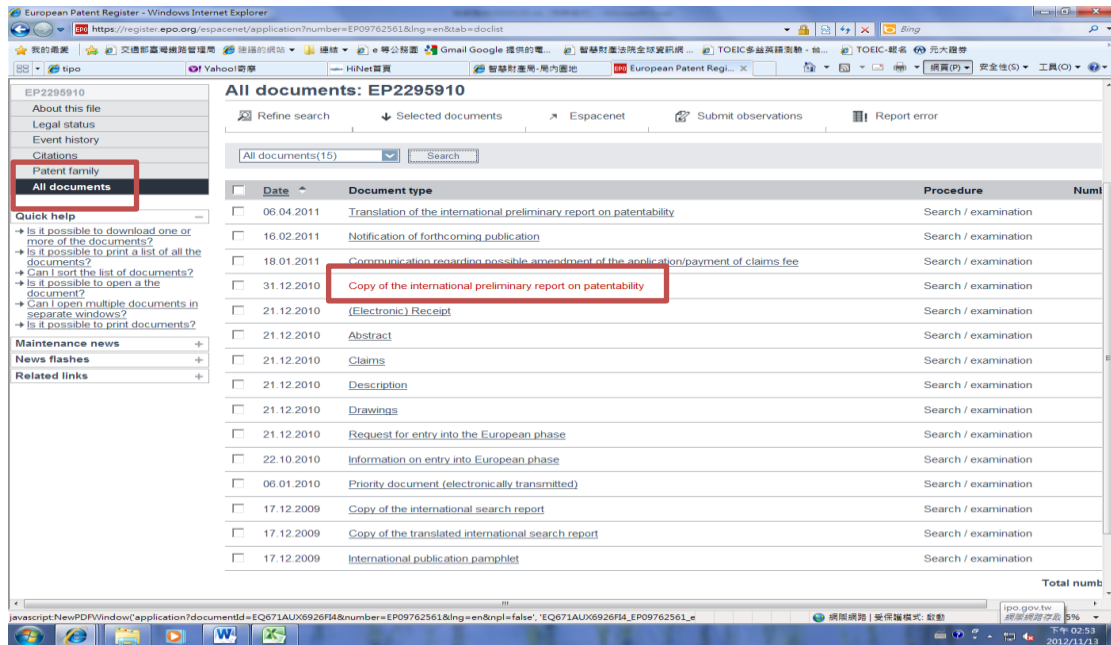 European Patent Register - Windows Internet Explorer
https://register.epo.org/espacenet/application?number=EP09762561&lng=en&tab=doclist
Bing
我的最愛 交通部臺灣鐵路管理局 建議的網站 連結 e 等公務園 Gmail Google 提供的電... 智慧財產法院全球資訊網 ... TOEIC多益英語測驗 - 台... TOEIC-報名 元大證券
tipo Yahoo!奇摩 HiNet首頁 智慧財產局-局內園地 European Patent Regi... 網頁(P) 安全性(S) 工具(O)
EP2295910
About this file
Legal status
Event history
Citations
Patent family
All documents
Quick help
Is it possible to download one or
more of the documents?
Is it possible to print a list of all the
documents?
Can I sort the list of documents?
Is it possible to open a the
document?
Can I open multiple documents in
separate windows?
Is it possible to print documents?
Maintenance news
News flashes
Related links
All documents: EP2295910
Refine search Selected documents Espacenet Submit observations Report error
All documents(15) Search
Date Document type Procedure Numb
06.04.2011 Translation of the international preliminary report on patentability Search / examination
16.02.2011 Notification of forthcoming publication Search / examination
18.01.2011 Communication regarding possible amendment of the application/payment of claims fee Search / examination
31.12.2010 Copy of the international preliminary report on patentability Search / examination
21.12.2010 (Electronic) Receipt Search / examination
21.12.2010 Abstract Search / examination
21.12.2010 Claims Search / examination
21.12.2010 Description Search / examination
21.12.2010 Drawings Search / examination
21.12.2010 Request for entry into the European phase Search / examination
22.10.2010 Information on entry into European phase Search / examination
06.01.2010 Priority document (electronically transmitted) Search / examination
17.12.2009 Copy of the international search report Search / examination
17.12.2009 Copy of the translated international search report Search / examination
17.12.2009 International publication pamphlet Search / examination
Total numb
javascript:NewPDFWindow('application?documentId=EQ671AUX6926FI4&number=EP09762561&lng=en&npl=false', 'EQ671AUX6926FI4_EP09762561_e 網際網路 | 受保護模式: 啟動 5%
ipo.gov.tw
網際網路存取
下午 02:53
2012/11/13